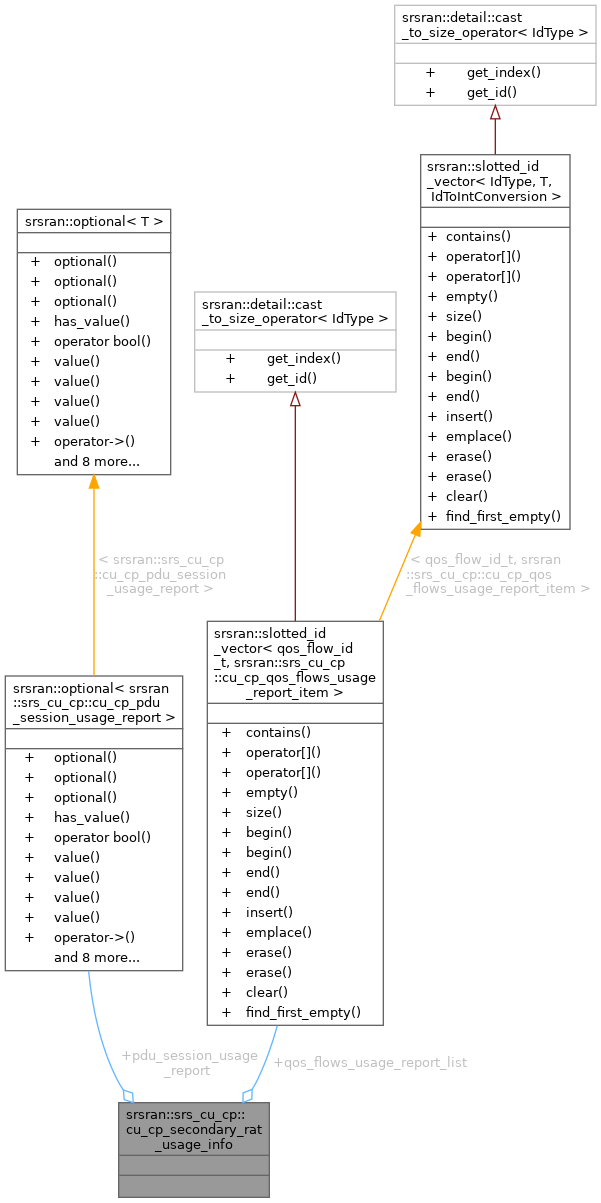 srsran::detail::cast
_to_size_operator< IdType >
+ get_index()
+ get_id()
srsran::slotted_id
_vector< IdType, T,
IdToIntConversion >
+ contains()
+ operator[]()
+ operator[]()
+ empty()
+ size()
+ begin()
+ end()
+ begin()
+ end()
+ insert()
+ emplace()
+ erase()
+ erase()
+ clear()
+ find_first_empty()
srsran::optional< T >
+ optional()
+ optional()
+ optional()
+ has_value()
+ operator bool()
+ value()
+ value()
+ value()
+ value()
+ operator->()
and 8 more...
srsran::detail::cast
_to_size_operator< IdType >
+ get_index()
+ get_id()
< srsran::srs_cu_cp
::cu_cp_pdu_session
_usage_report >
< qos_flow_id_t, srsran
::srs_cu_cp::cu_cp_qos
_flows_usage_report_item >
srsran::optional< srsran
::srs_cu_cp::cu_cp_pdu
_session_usage_report >
+ optional()
+ optional()
+ optional()
+ has_value()
+ operator bool()
+ value()
+ value()
+ value()
+ value()
+ operator->()
and 8 more...
srsran::slotted_id
_vector< qos_flow_id
_t, srsran::srs_cu_cp
::cu_cp_qos_flows_usage
_report_item >
+ contains()
+ operator[]()
+ operator[]()
+ empty()
+ size()
+ begin()
+ begin()
+ end()
+ end()
+ insert()
+ emplace()
+ erase()
+ erase()
+ clear()
+ find_first_empty()
+pdu_session_usage
_report
+qos_flows_usage_report_list
srsran::srs_cu_cp::
cu_cp_secondary_rat
_usage_info